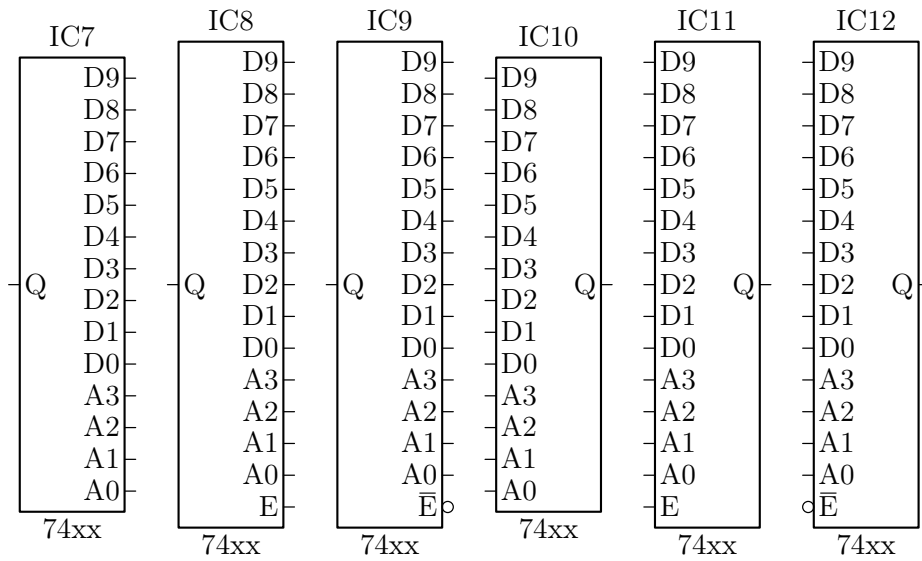 IC7
D9
D8
D7
D6
D5
D4
D3
Q
D2
D1
D0
A3
A2
A1
A0
74xx
IC8
D9
D8
D7
D6
D5
D4
D3
Q D2
D1
D0
A3
A2
A1
A0
E
74xx
IC9
D9
D8
D7
D6
D5
D4
D3
Q D2
D1
D0
A3
A2
A1
A0
E̅
74xx
IC10
D9
D8
D7
D6
D5
D4
D3
Q
D2
D1
D0
A3
A2
A1
A0
74xx
IC11
D9
D8
D7
D6
D5
D4
D3
D2 Q
D1
D0
A3
A2
A1
A0
E
74xx
IC12
D9
D8
D7
D6
D5
D4
D3
D2 Q
D1
D0
A3
A2
A1
A0
E̅
74xx